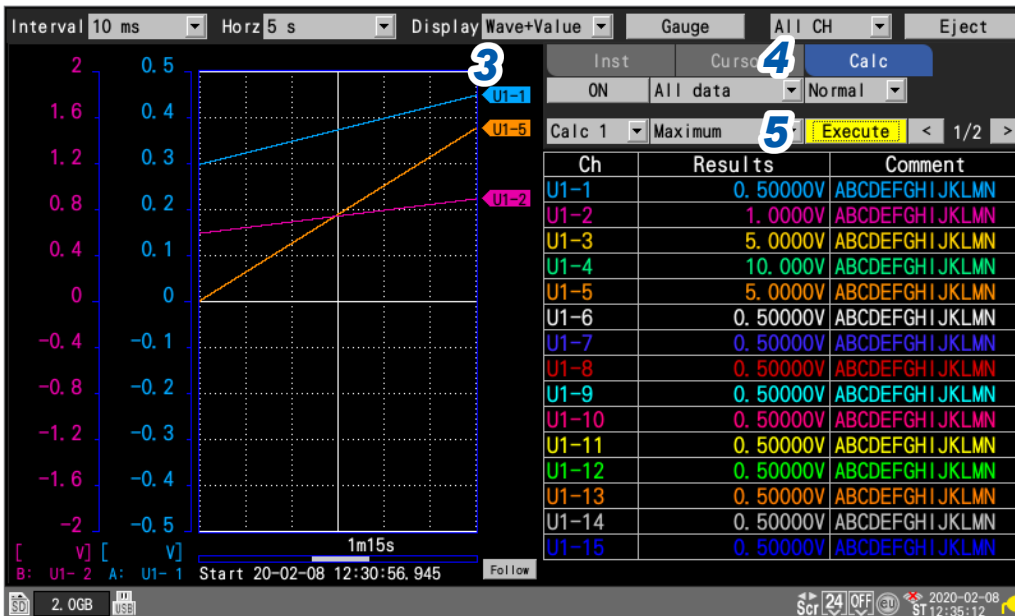 Interval 10 ms Horz 5 s Display Wave+Value Gauge All CH Eject
3
4
5
Inst Curso Calc
ON All data Normal
Calc 1 Maximum Execute < 1/2 >
2 0.5
1.6 0.4
1.2 0.3
0.8 0.2
0.4 0.1
0 0
-0.4 -0.1
-0.8 -0.2
-1.2 -0.3
-1.6 -0.4
-2 -0.5
[ V] [ V]
B: U1- 2 A: U1- 1
U1-1
U1-5
U1-2
1m15s
Start 20-02-08 12:30:56.945 Follow
Ch Results Comment
U1-1 0.50000V ABCDEFGHIJKLMN
U1-2 1.0000V ABCDEFGHIJKLMN
U1-3 5.0000V ABCDEFGHIJKLMN
U1-4 10.000V ABCDEFGHIJKLMN
U1-5 5.0000V ABCDEFGHIJKLMN
U1-6 0.50000V ABCDEFGHIJKLMN
U1-7 0.50000V ABCDEFGHIJKLMN
U1-8 0.50000V ABCDEFGHIJKLMN
U1-9 0.50000V ABCDEFGHIJKLMN
U1-10 0.50000V ABCDEFGHIJKLMN
U1-11 0.50000V ABCDEFGHIJKLMN
U1-12 0.50000V ABCDEFGHIJKLMN
U1-13 0.50000V ABCDEFGHIJKLMN
U1-14 0.50000V ABCDEFGHIJKLMN
U1-15 0.50000V ABCDEFGHIJKLMN
SD 2.0GB USB
Scr 24 OFF EU ST 2020-02-08
12:35:12